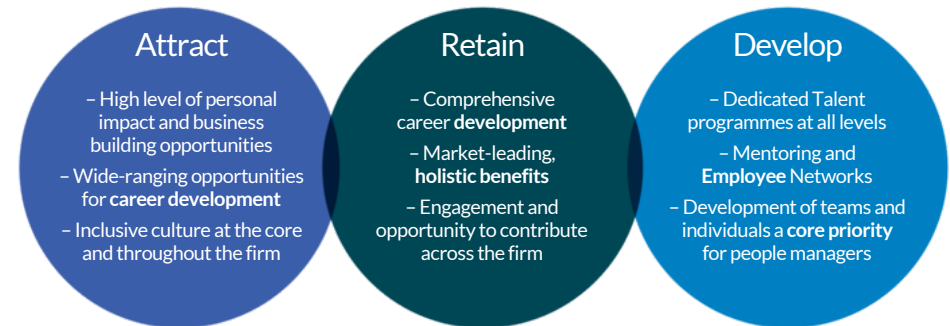 Attract
– High level of personal
impact and business
building opportunities
– Wide-ranging opportunities
for career development
– Inclusive culture at the core
and throughout the firm
Retain
– Comprehensive
career development
– Market-leading,
holistic benefits
– Engagement and
opportunity to contribute
across the firm
Develop
– Dedicated Talent
programmes at all levels
– Mentoring and
Employee Networks
– Development of teams and
individuals a core priority
for people managers